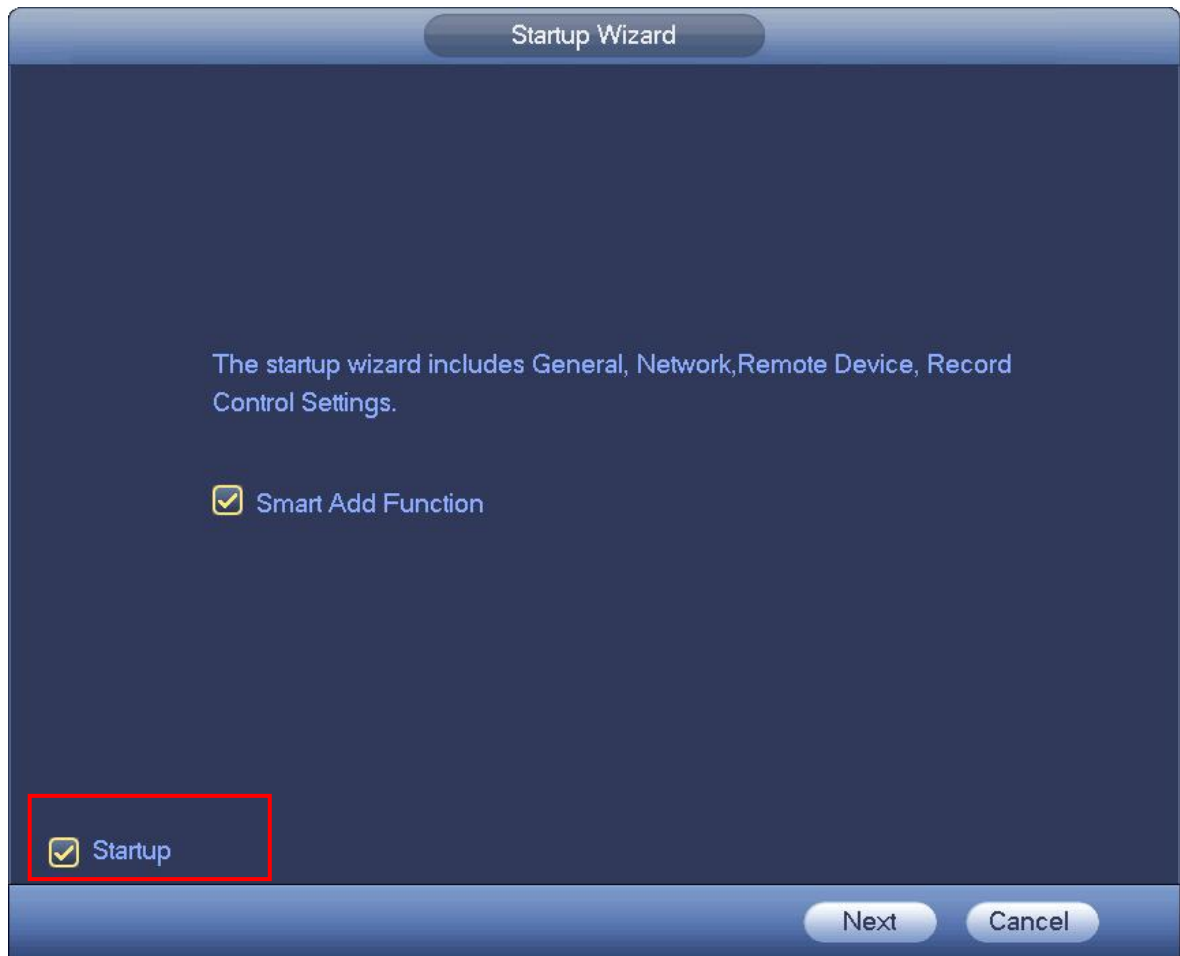 Startup Wizard
The startup wizard includes General, Network,Remote Device, Record
Control Settings.
Smart Add Function
Startup
Next Cancel